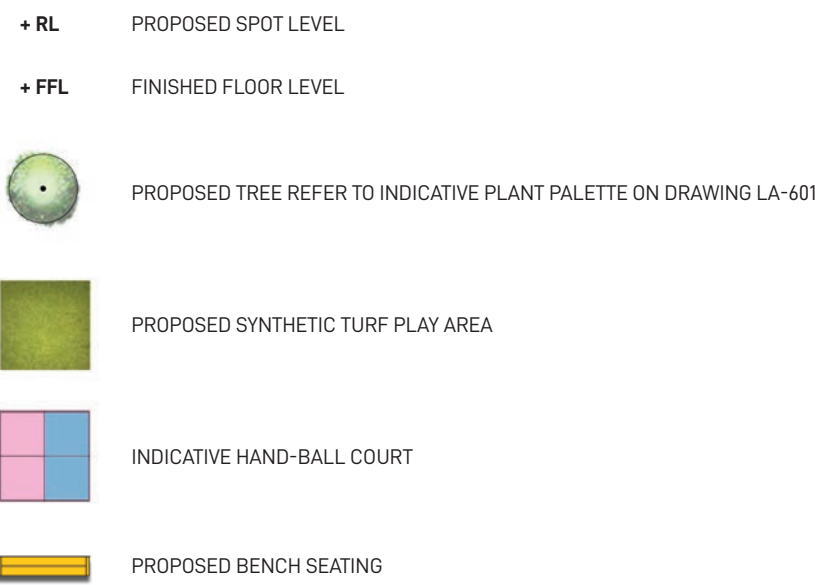 + RL PROPOSED SPOT LEVEL
+ FFL FINISHED FLOOR LEVEL
PROPOSED TREE REFER TO INDICATIVE PLANT PALETTE ON DRAWING LA-601
PROPOSED SYNTHETIC TURF PLAY AREA
INDICATIVE HAND-BALL COURT
PROPOSED BENCH SEATING